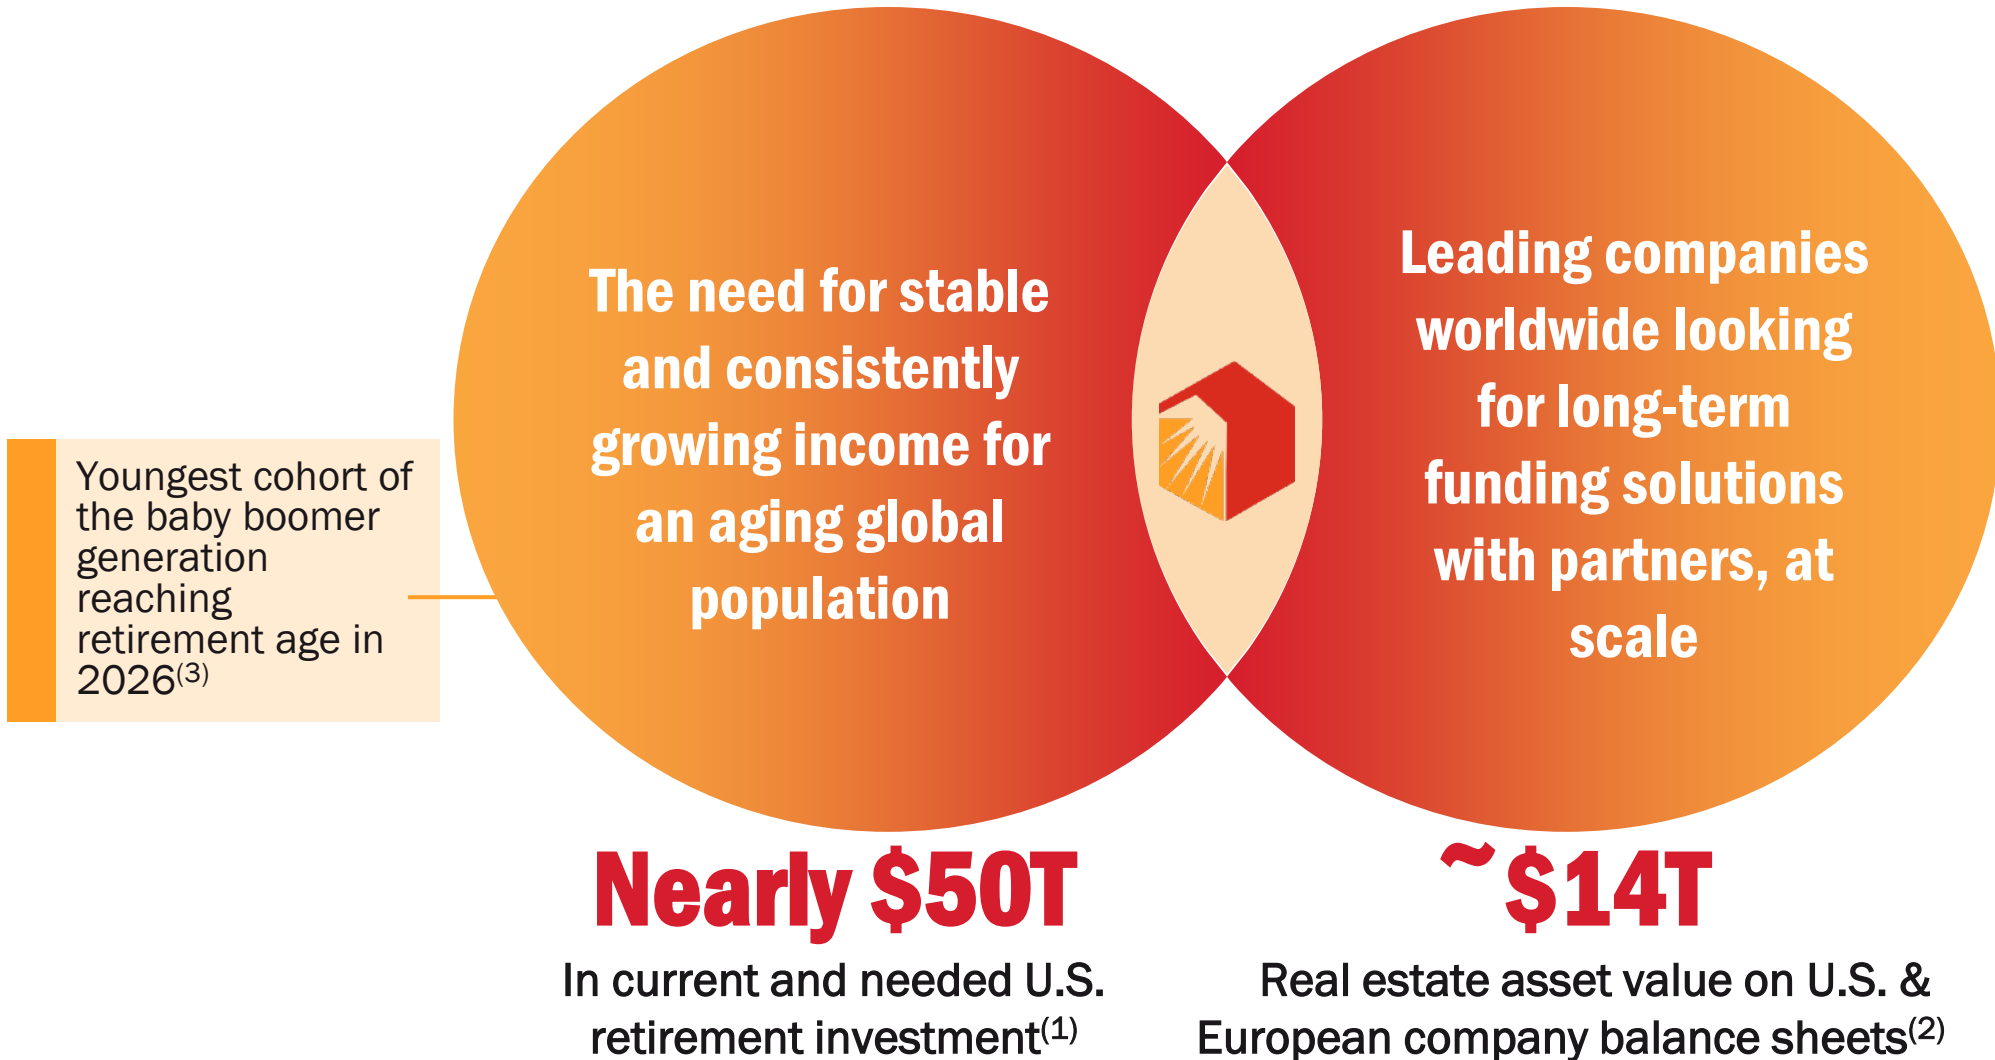 Youngest cohort of
the baby boomer
generation
reaching
retirement age in
2026(3)
The need for stable
and consistently
growing income for
an aging global
population
Leading companies
worldwide looking
for long-term
funding solutions
with partners, at
scale
Nearly $50T
In current and needed U.S.
retirement investment(1)
~$14T
Real estate asset value on U.S. &
European company balance sheets(2)